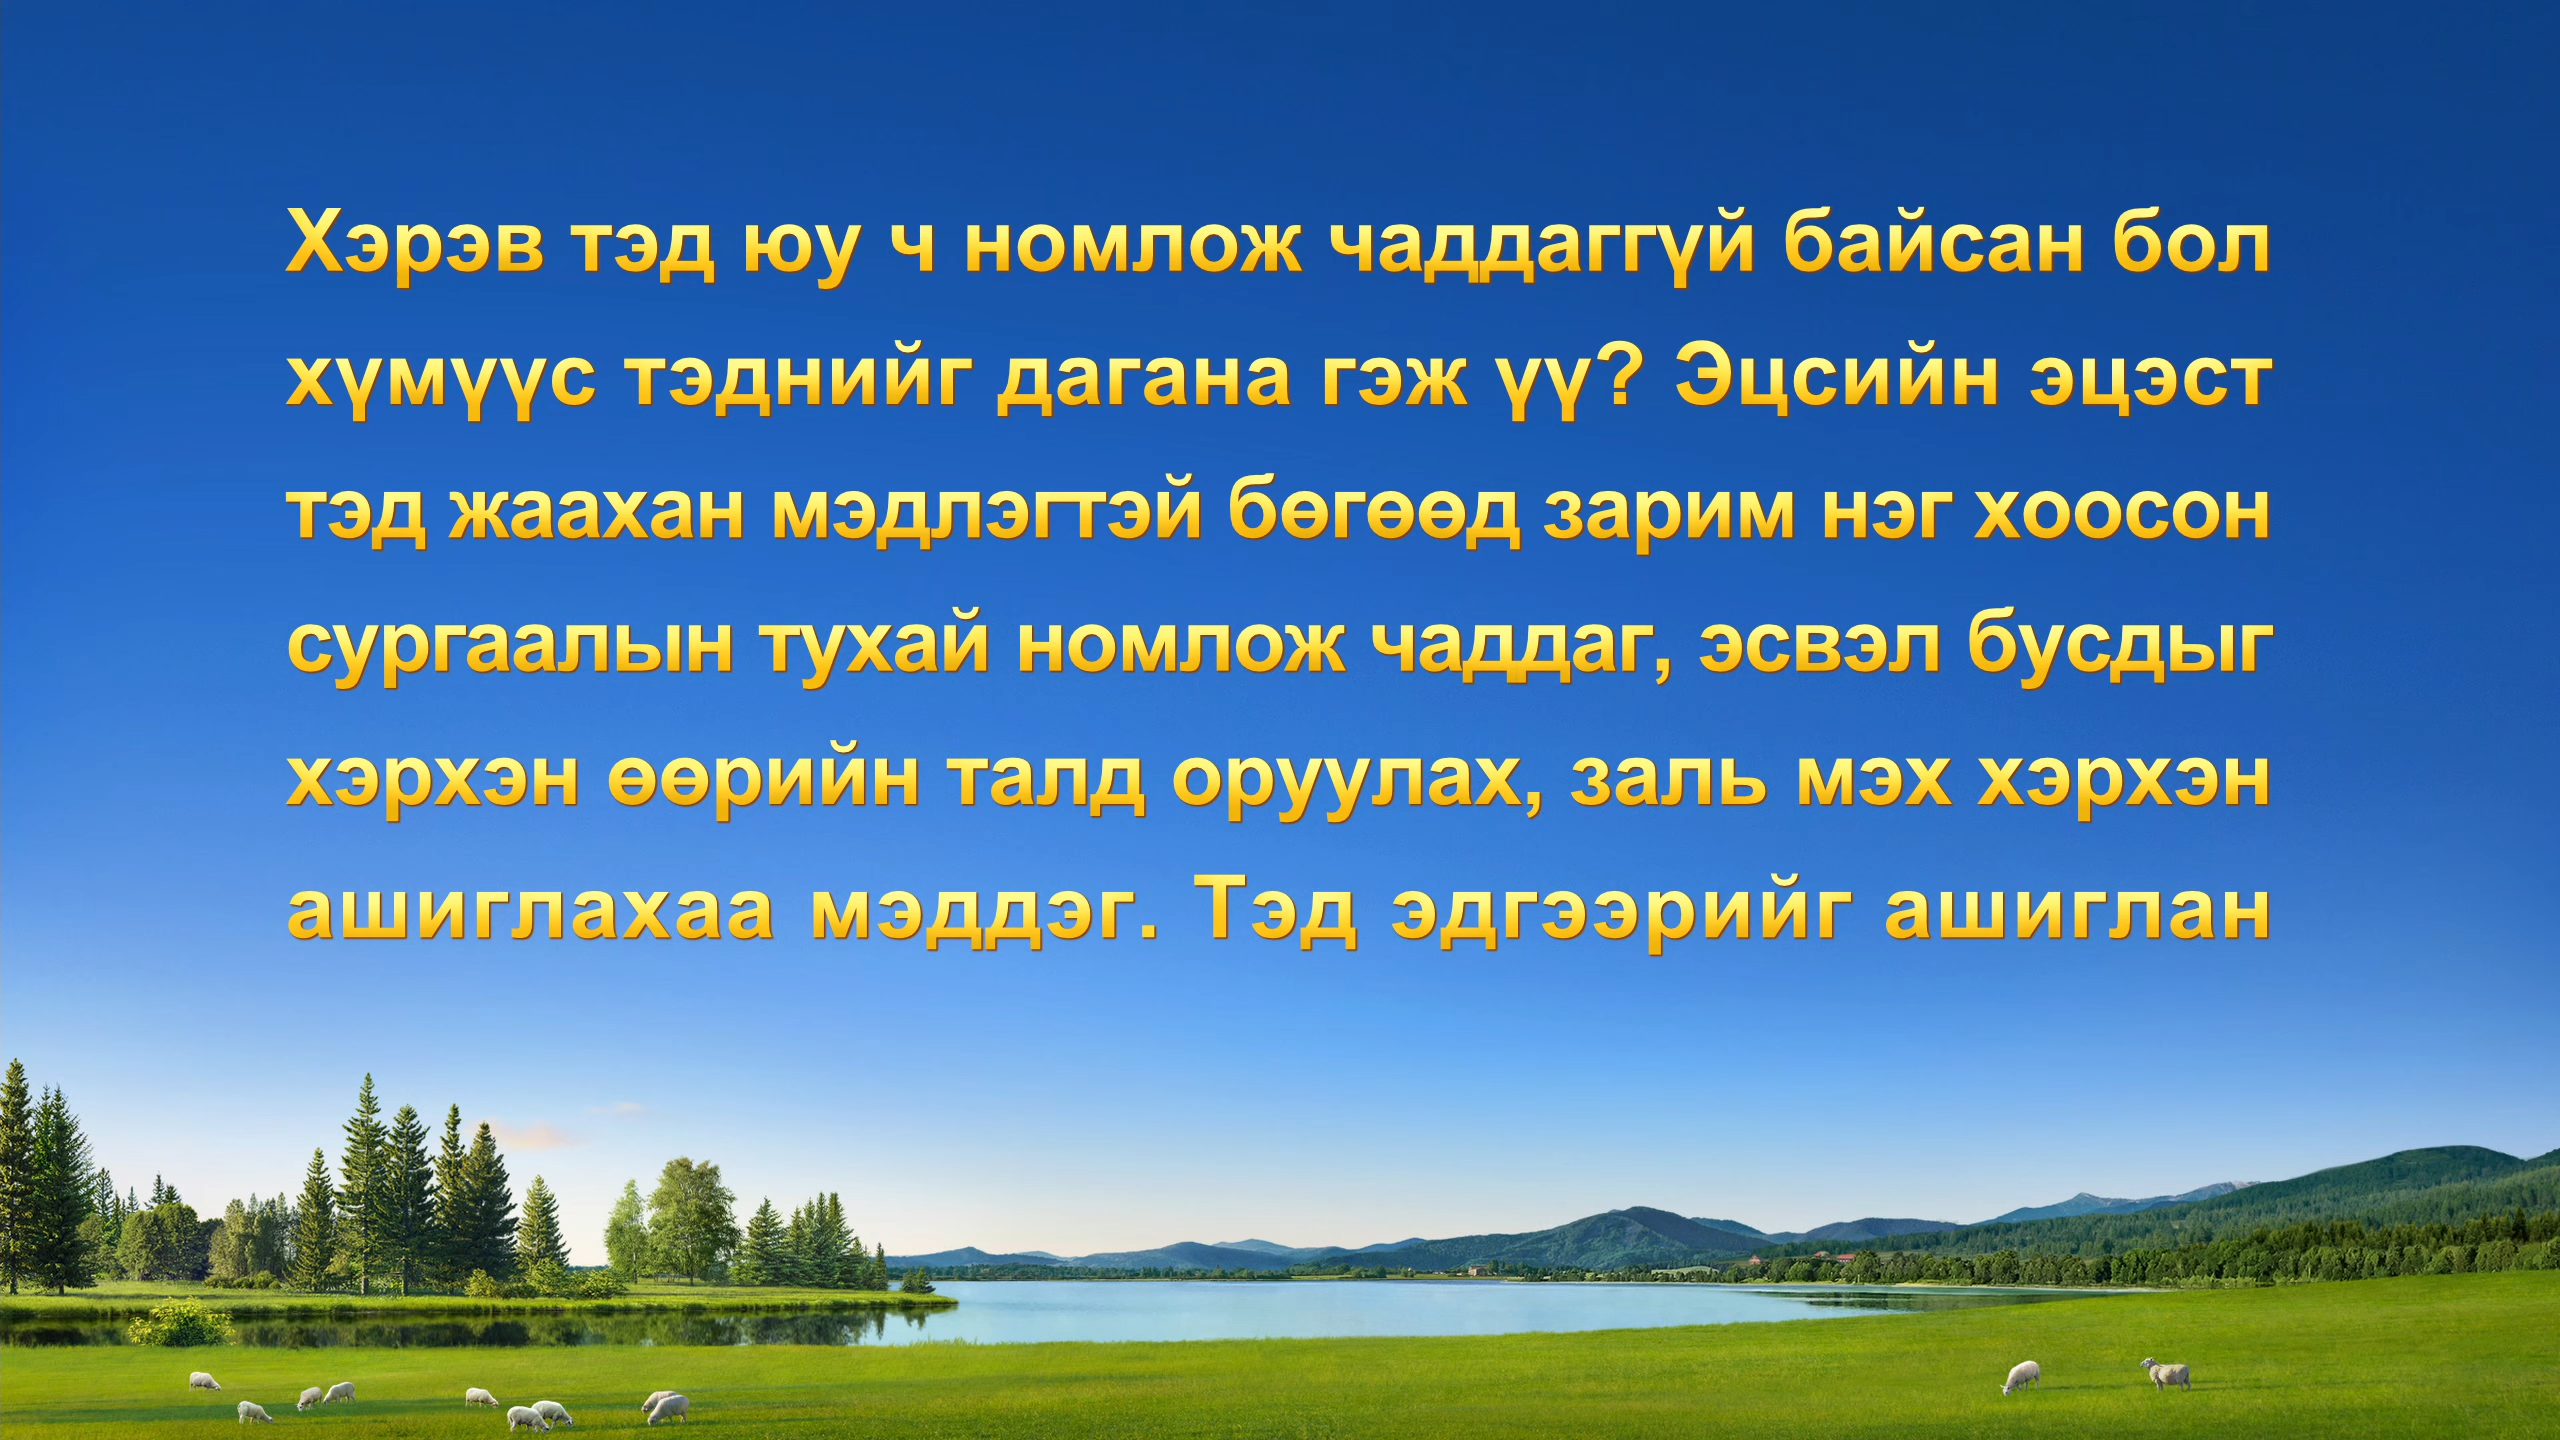 Хэрэв тэд юу ч номлож чаддаггүй байсан бол
хүмүүс тэднийг дагана гэж үү? Эцсийн эцэст
тэд жаахан мэдлэгтэй бөгөөд зарим нэг хоосон
сургаалын тухай номлож чаддаг, эсвэл бусдыг
хэрхэн өөрийн талд оруулах, заль мэх хэрхэн
ашиглахаа мэддэг. Тэд эдгээрийг ашиглан